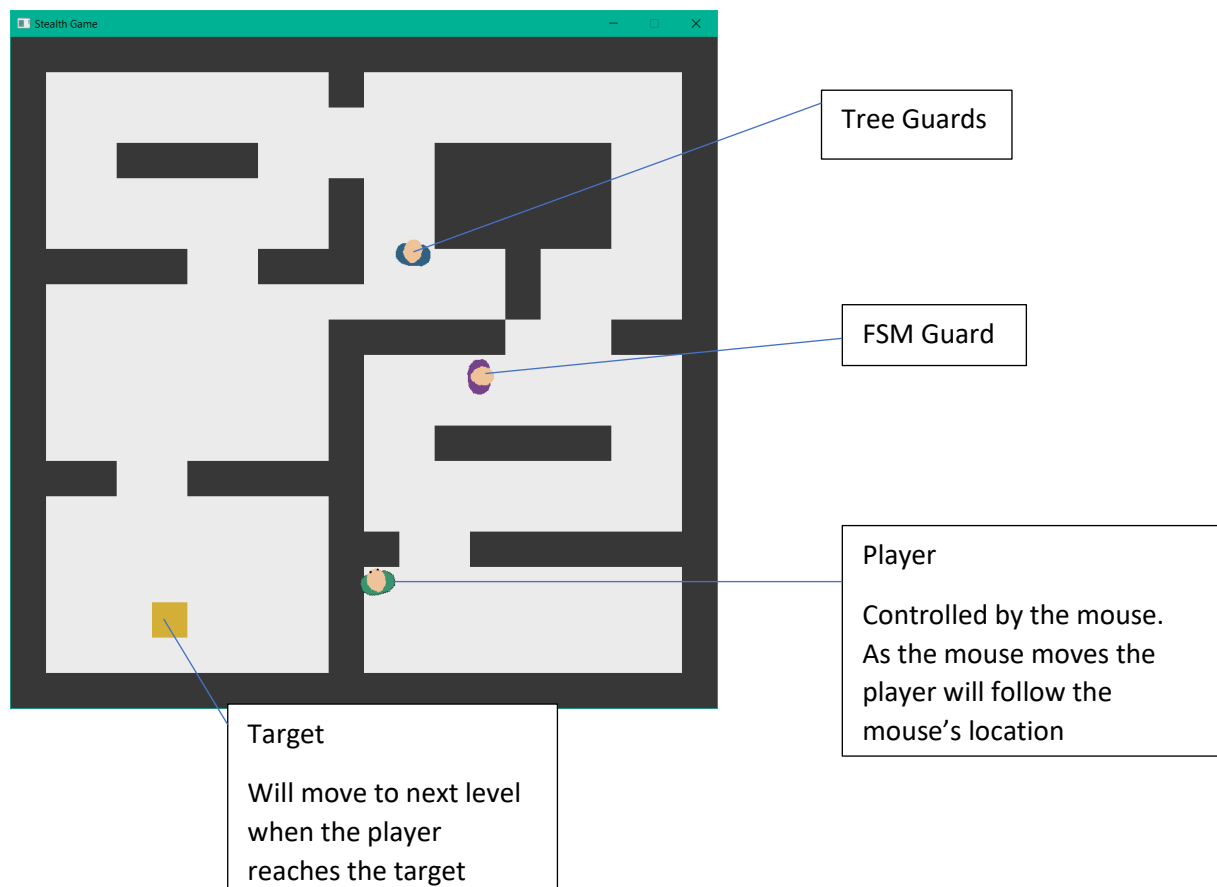 Stealth Game
Tree Guards
FSM Guard
Player
Controlled by the mouse.
As the mouse moves the
player will follow the
mouse’s location
Target
Will move to next level
when the player
reaches the target